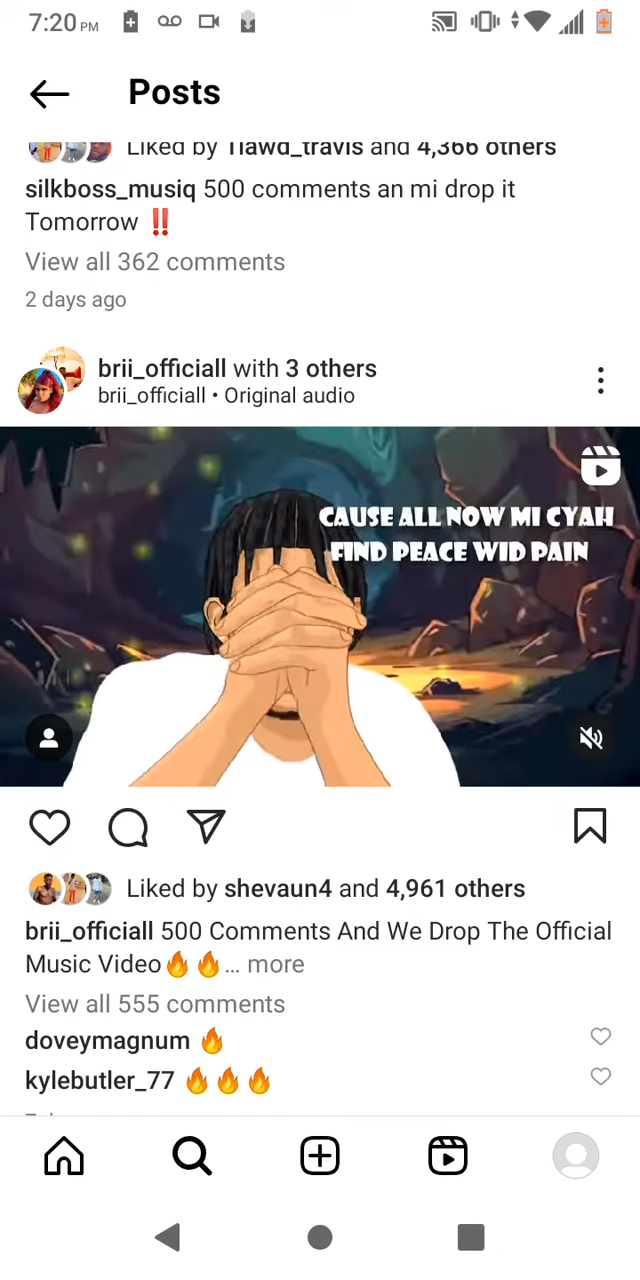 7:20 PM
Posts
Liked by Tiawd_travis and 4,366 others
silkboss_musiq 500 comments an mi drop it
Tomorrow ‼️
View all 362 comments
2 days ago
brii_officiall with 3 others
brii_officiall • Original audio
CAUSE ALL NOW MI CYAH
FIND PEACE WID PAIN
Liked by shevaun4 and 4,961 others
brii_officiall 500 Comments And We Drop The Official
Music Video🔥🔥... more
View all 555 comments
doveymagnum 🔥
kylebutler_77 🔥🔥🔥